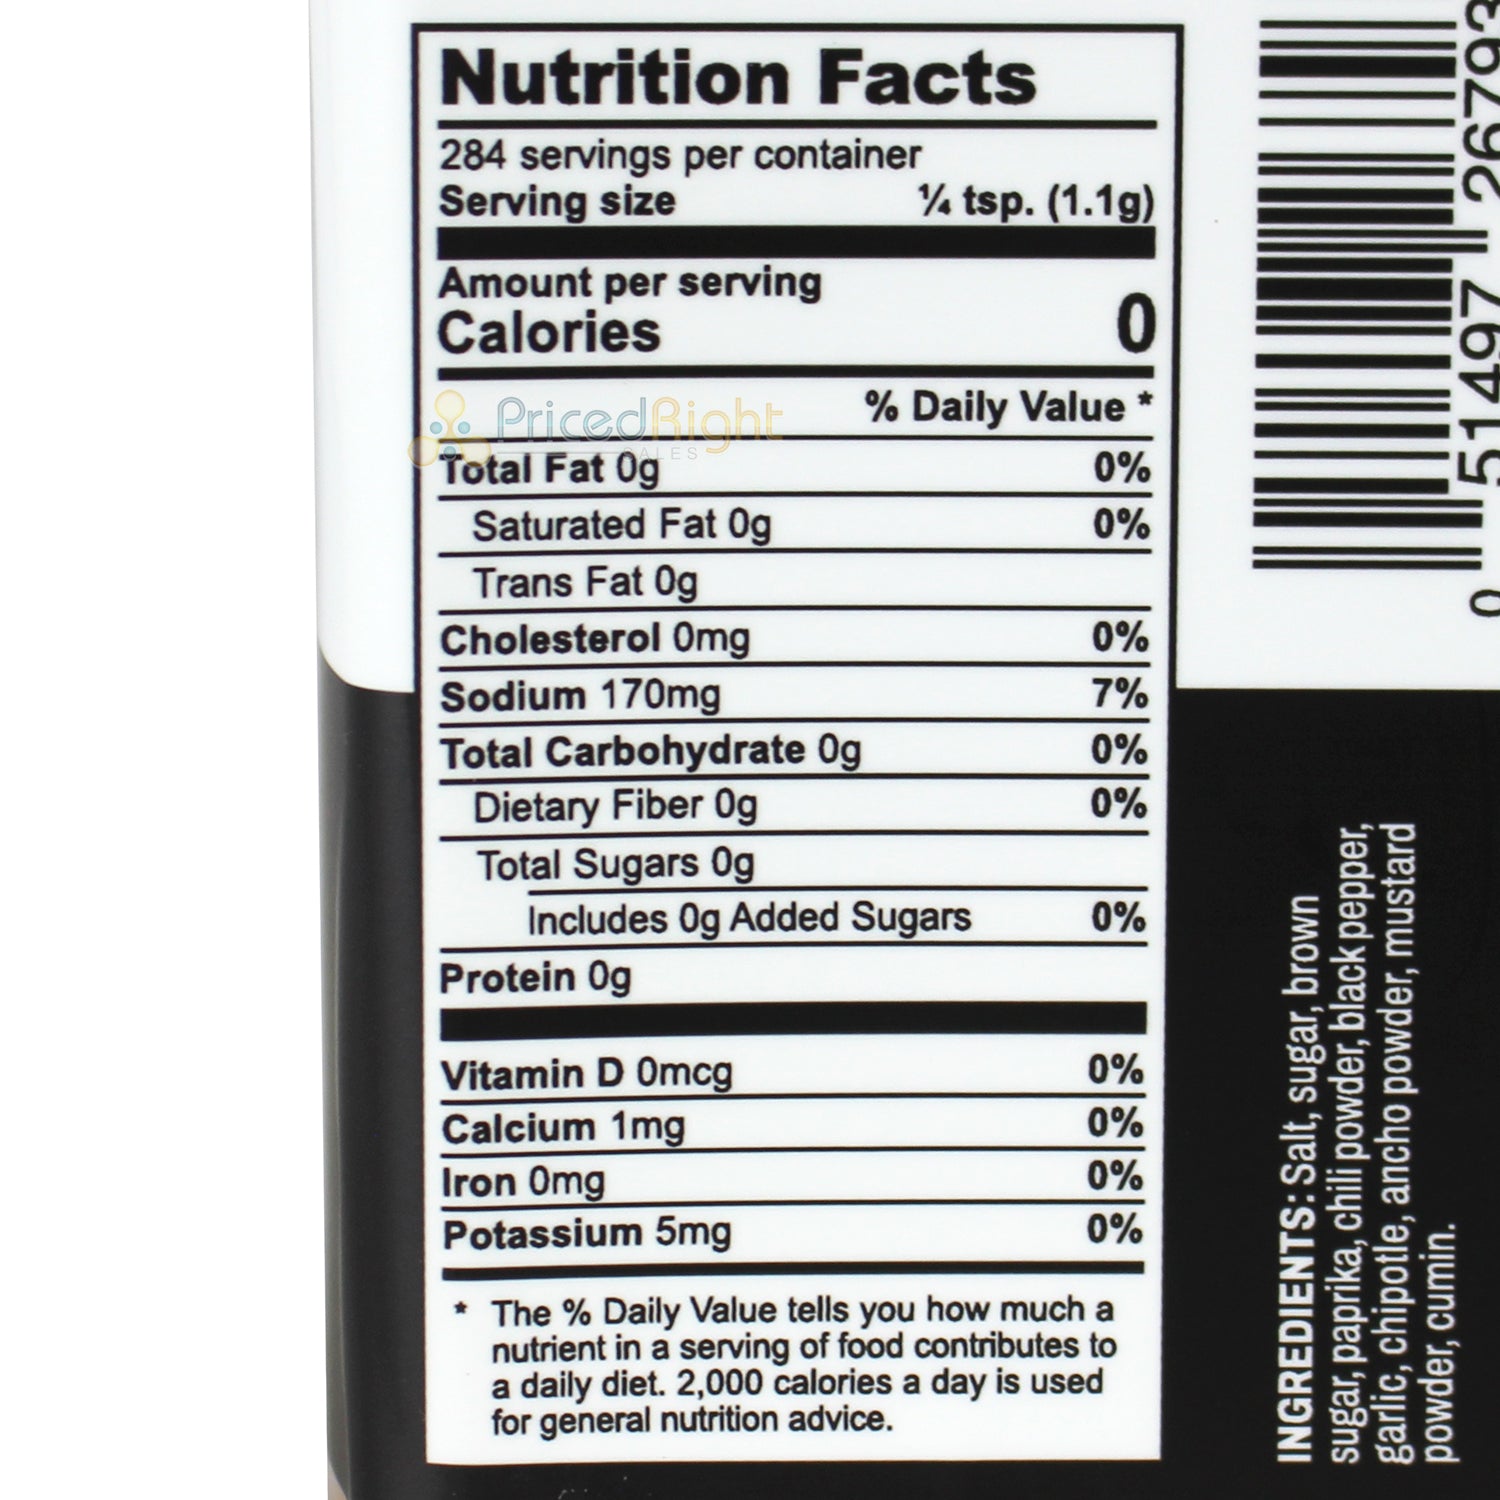 Nutrition Facts
284 servings per container
Serving size ¼ tsp. (1.1g)
Amount per serving
Calories 0
% Daily Value *
PricedRight
SALES
Total Fat 0g 0%
Saturated Fat 0g 0%
Trans Fat 0g
Cholesterol 0mg 0%
Sodium 170mg 7%
Total Carbohydrate 0g 0%
Dietary Fiber 0g 0%
Total Sugars 0g
Includes 0g Added Sugars 0%
Protein 0g
Vitamin D 0mcg 0%
Calcium 1mg 0%
Iron 0mg 0%
Potassium 5mg 0%
* The % Daily Value tells you how much a
nutrient in a serving of food contributes to
a daily diet. 2,000 calories a day is used
for general nutrition advice.
0 51497 26793
INGREDIENTS: Salt, sugar, brown
sugar, paprika, chili powder, black pepper,
garlic, chipotle, ancho powder, mustard
powder, cumin.